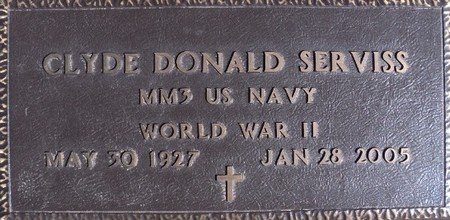 CLYDE DONALD SERVISS
MM3 US NAVY
WORLD WAR II
MAY 30 1927 JAN 28 2005